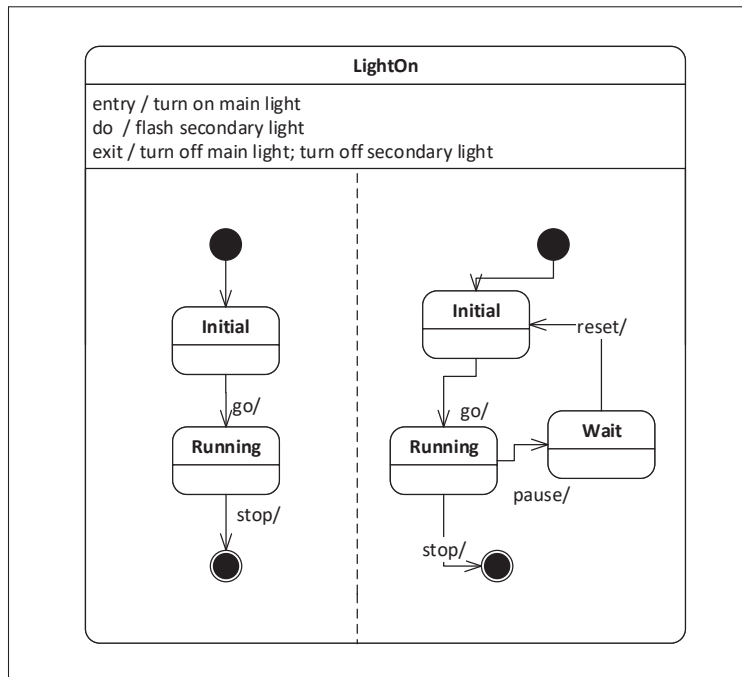 LightOn
entry / turn on main light
do / flash secondary light
exit / turn off main light; turn off secondary light
Initial
go/
Running
stop/
Initial
reset/
go/
Running
Wait
pause/
stop/